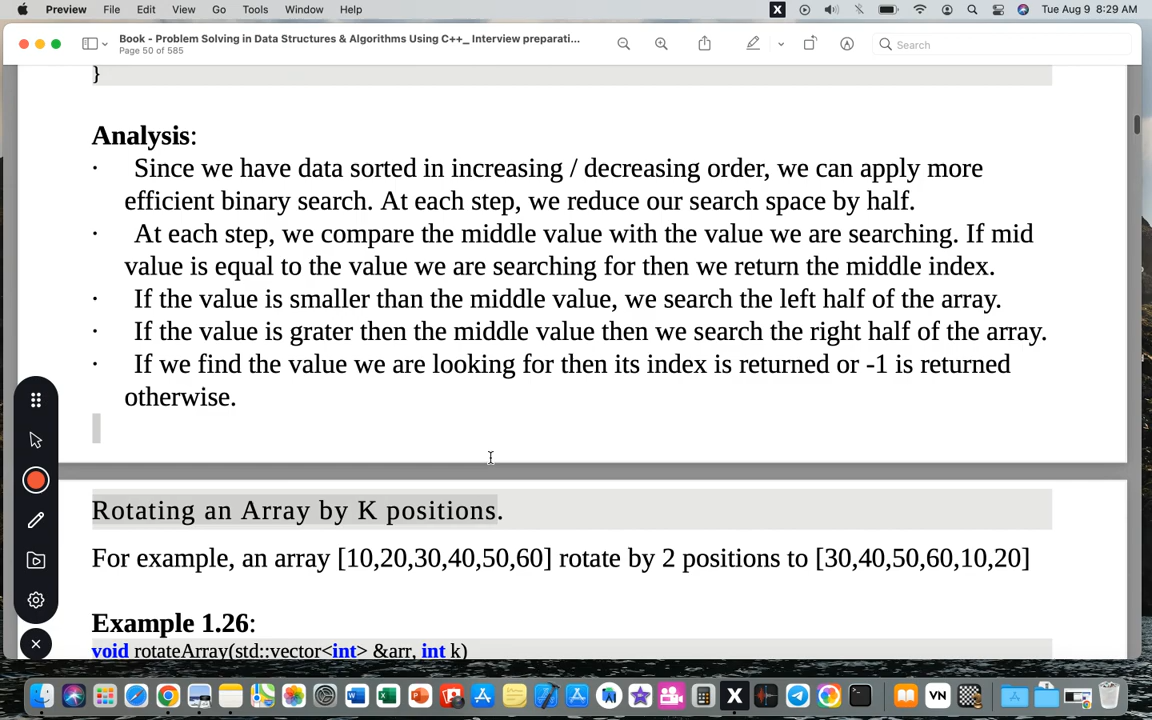 Preview File Edit View Go Tools Window Help X Tue Aug 9 8:29 AM
Book - Problem Solving in Data Structures & Algorithms Using C++_ Interview preparati...
Page 50 of 585
Search
}
Analysis:
· Since we have data sorted in increasing / decreasing order, we can apply more
efficient binary search. At each step, we reduce our search space by half.
· At each step, we compare the middle value with the value we are searching. If mid
value is equal to the value we are searching for then we return the middle index.
· If the value is smaller than the middle value, we search the left half of the array.
· If the value is grater then the middle value then we search the right half of the array.
· If we find the value we are looking for then its index is returned or -1 is returned
otherwise.
Rotating an Array by K positions.
For example, an array [10,20,30,40,50,60] rotate by 2 positions to [30,40,50,60,10,20]
Example 1.26:
void rotateArray(std::vector<int> &arr, int k)
X VN